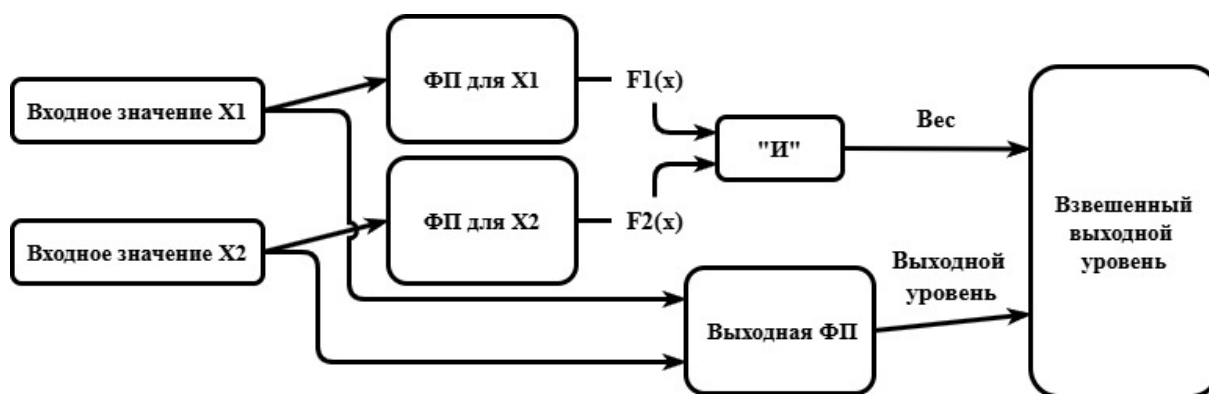 Входное значение X1
ФП для X1
F1(x)
"И"
Вес
Входное значение X2
ФП для X2
F2(x)
Выходная ФП
Выходной
уровень
Взвешенный
выходной
уровень